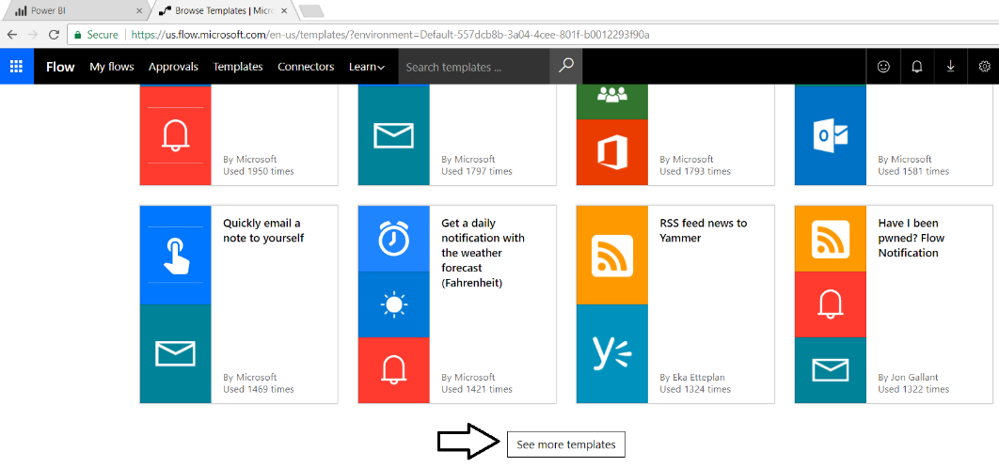 Power BI
Browse Templates | Micro
Secure https://us.flow.microsoft.com/en-us/templates/?environment=Default-557dcb8b-3a04-4cee-801f-b0012293f90a
Flow My flows Approvals Templates Connectors Learn Search templates ...
By Microsoft
Used 1950 times
By Microsoft
Used 1797 times
By Microsoft
Used 1793 times
By Microsoft
Used 1581 times
Quickly email a
note to yourself
By Microsoft
Used 1469 times
Get a daily
notification with
the weather
forecast
(Fahrenheit)
By Microsoft
Used 1421 times
RSS feed news to
Yammer
By Eka Etteplan
Used 1324 times
Have I been
pwned? Flow
Notification
By Jon Gallant
Used 1322 times
See more templates